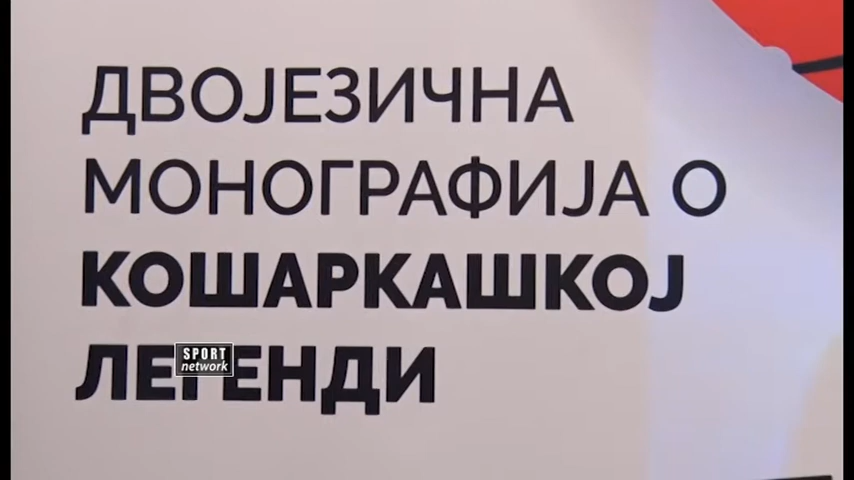 ДВОЈЕЗИЧНА
МОНОГРАФИЈА О
КОШАРКАШКОЈ
ЛЕГЕНДИ
SPORT
network